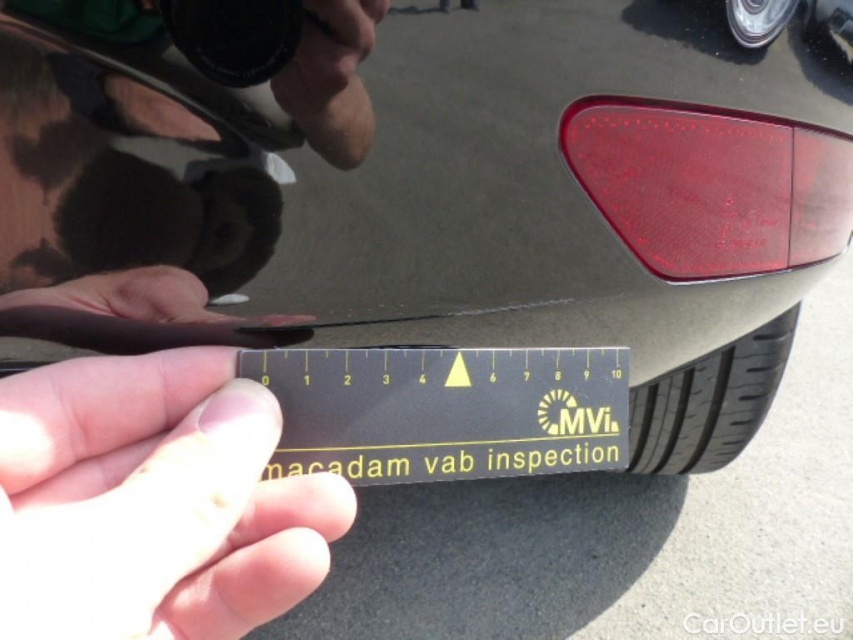 0 1 2 3 4 6 7 8 9 10
MVi.
macadam vab inspection
CarOutlet.eu